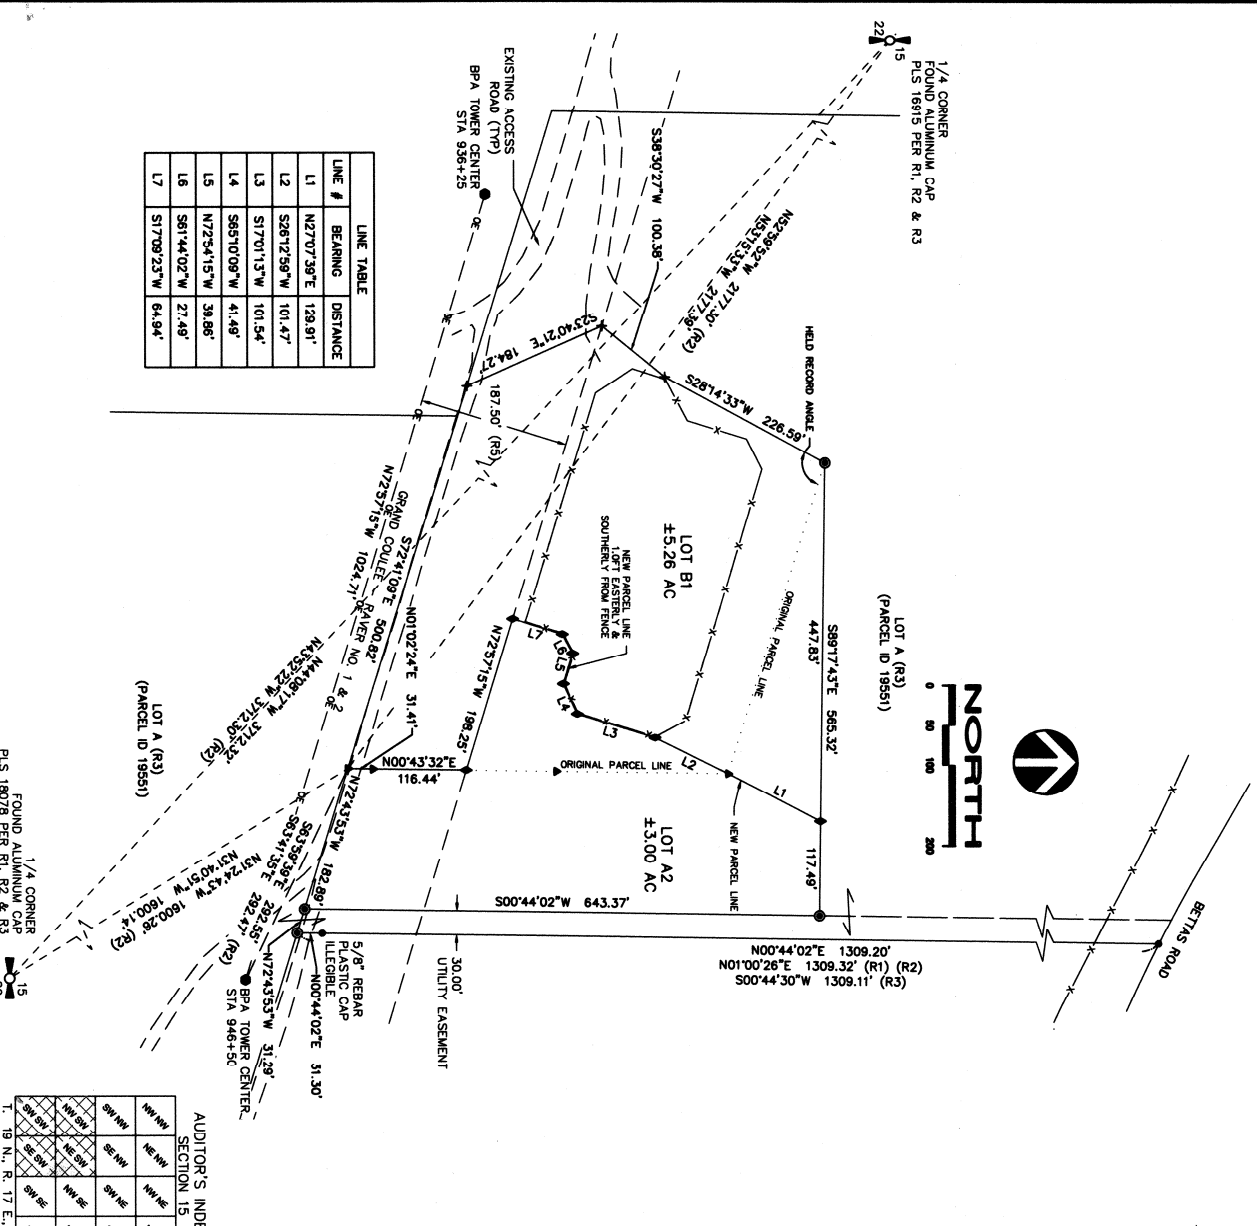 1/4 CORNER
FOUND ALUMINUM CAP
PLS 16915 PER R1, R2 & R3
22
15
EXISTING ACCESS
ROAD (TYP)
BPA TOWER CENTER
STA 936+25
S38°30'27"W 100.38'
N52°59'52"W 2177.30' (R2)
N53°15'33"W 2177.39'
HELD RECORD ANGLE
LINE TABLE
LINE # BEARING DISTANCE
L1 N27°07'39"E 129.91'
L2 S26°12'59"W 101.47'
L3 S17°01'13"W 101.54'
L4 S65°10'09"W 41.49'
L5 N72°54'15"W 39.86'
L6 S61°44'02"W 27.49'
L7 S17°09'23"W 64.94'
S23°40'21"E 184.27'
187.50' (R5)
S28°14'33"W 226.59'
LOT B1
±5.26 AC
NEW PARCEL LINE
1.0FT EASTERLY &
SOUTHERLY FROM FENCE
ORIGINAL PARCEL LINE
S89°17'43"E 565.32'
447.83'
LOT A (R3)
(PARCEL ID 19551)
NORTH
0 50 100 200
OE
OE
S72°41'09"E 500.82'
GRAND COULEE - RAVER NO. 1 & 2
OE
OE
N72°57'15"W 1024.71'
N01°02'24"E 31.41'
N72°57'15"W 198.25'
L7
L6
L5
L4
L3
L2
L1
N00°43'32"E
116.44'
ORIGINAL PARCEL LINE
NEW PARCEL LINE
LOT A2
±3.00 AC
117.49'
N43°52'22"W 3712.30' (R2)
N44°08'17"W 3712.32'
LOT A (R3)
(PARCEL ID 19551)
N72°43'53"W 182.89'
S63°59'39"E 292.55'
S63°41'35"E 292.47' (R2)
N31°24'43"W 1600.26' (R2)
N31°40'51"W 1600.14'
S00°44'02"W 643.37'
30.00'
UTILITY EASEMENT
N00°44'02"E 1309.20'
N01°00'26"E 1309.32' (R1) (R2)
S00°44'30"W 1309.11' (R3)
BETTAS ROAD
5/8" REBAR
PLASTIC CAP
ILLEGIBLE
N00°44'02"E 31.30'
N72°43'53"W 31.29'
BPA TOWER CENTER
STA 946+50
1/4 CORNER
FOUND ALUMINUM CAP
PLS 18078 PER R1, R2 & R3
15
AUDITOR'S INDE
SECTION 15
NW NW NE NW NW NE
SW NW SE NW SW NE
NW SW NE SW NW SE
SW SW SE SW SW SE
T. 19 N., R. 17 E.,